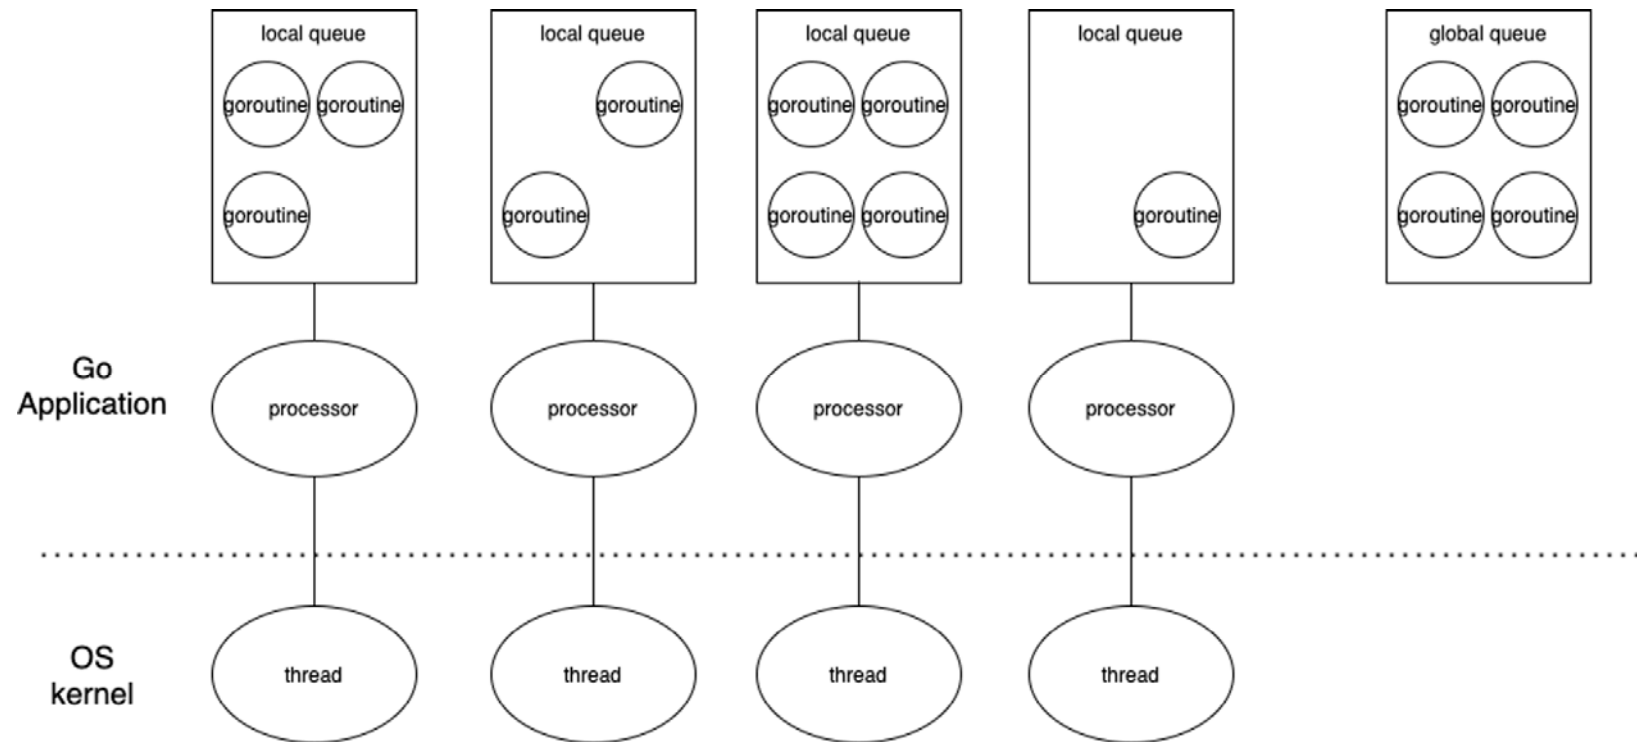 local queue
local queue
local queue
local queue
global queue
goroutine goroutine
goroutine
goroutine goroutine
goroutine goroutine
goroutine
goroutine
goroutine goroutine
goroutine
goroutine goroutine
Go
Application
processor
processor
processor
processor
OS
kernel
thread
thread
thread
thread